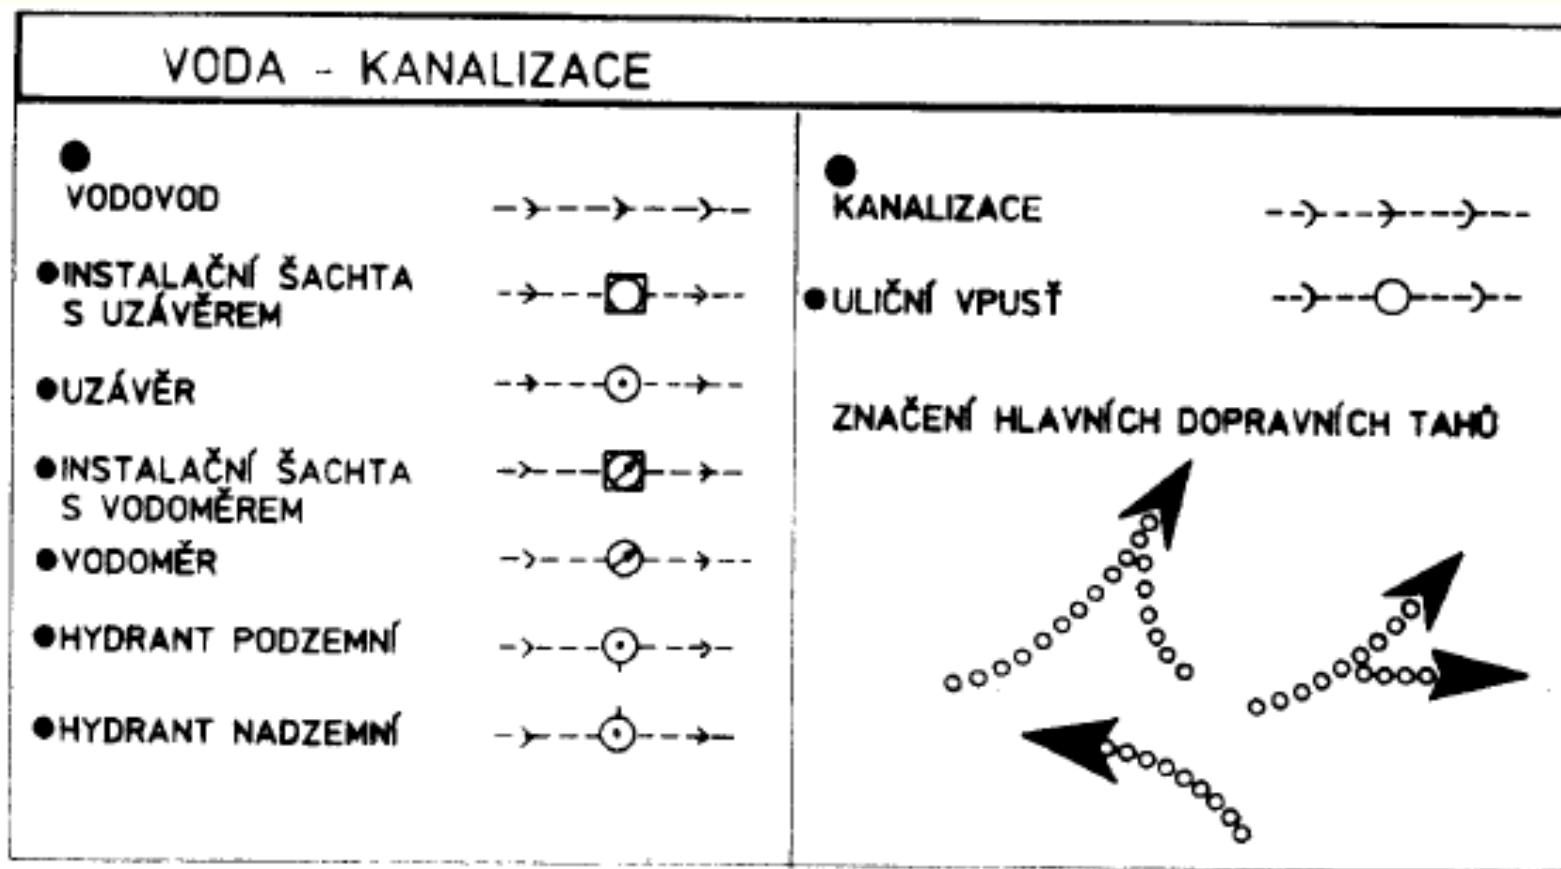 VODA - KANALIZACE
VODOVOD
INSTALAČNÍ ŠACHTA
S UZÁVĚREM
UZÁVĚR
INSTALAČNÍ ŠACHTA
S VODOMĚREM
VODOMĚR
HYDRANT PODZEMNÍ
HYDRANT NADZEMNÍ
KANALIZACE
ULIČNÍ VPUSŤ
ZNAČENÍ HLAVNÍCH DOPRAVNÍCH TAHŮ